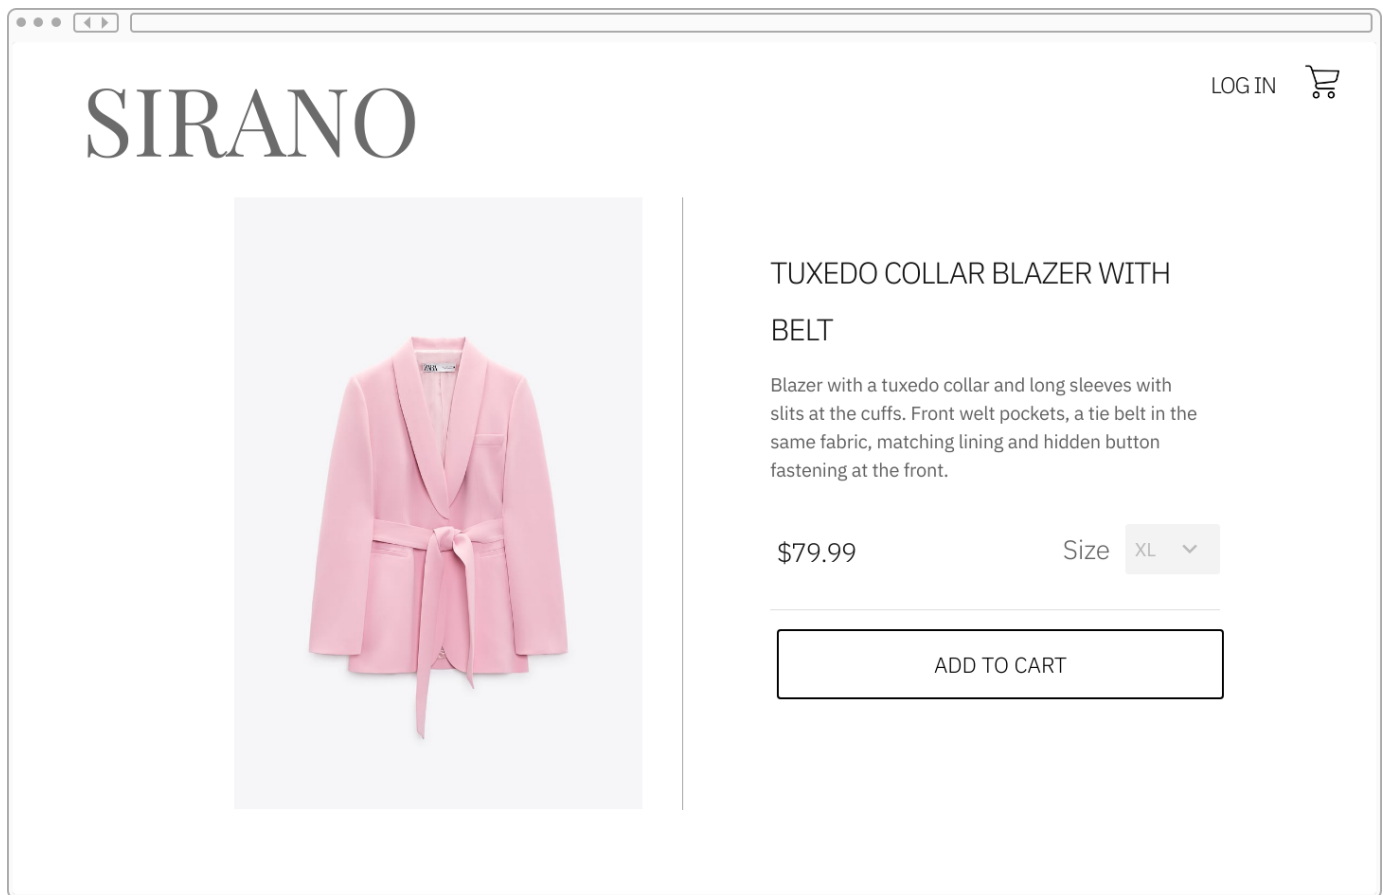 SIRANO
LOG IN
ZARA
TUXEDO COLLAR BLAZER WITH
BELT
Blazer with a tuxedo collar and long sleeves with
slits at the cuffs. Front welt pockets, a tie belt in the
same fabric, matching lining and hidden button
fastening at the front.
$79.99
Size
XL
ADD TO CART